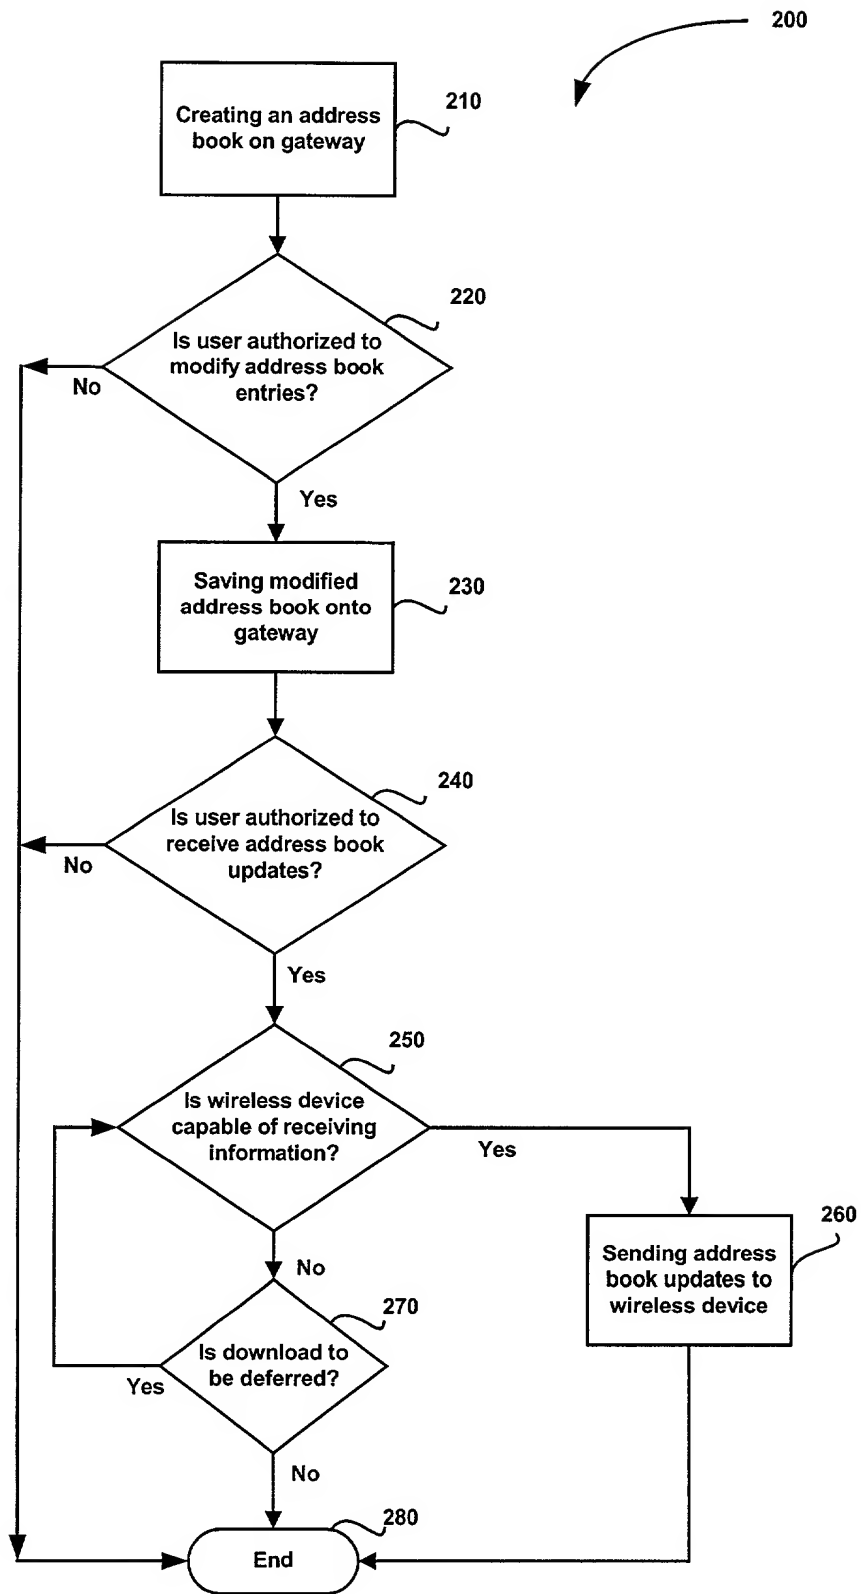 200
Creating an address
book on gateway
210
220
Is user authorized to
modify address book
entries?
No
Yes
Saving modified
address book onto
gateway
230
240
Is user authorized to
receive address book
updates?
No
Yes
250
Is wireless device
capable of receiving
information?
Yes
260
Sending address
book updates to
wireless device
No
270
Is download to
be deferred?
Yes
No
280
End